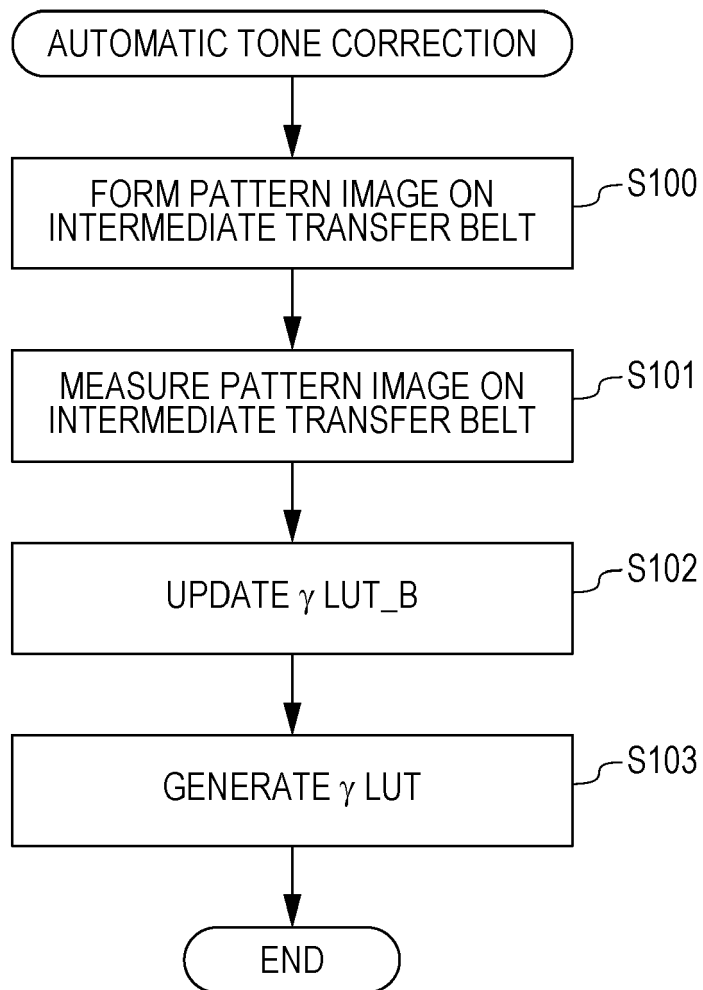 AUTOMATIC TONE CORRECTION
FORM PATTERN IMAGE ON
INTERMEDIATE TRANSFER BELT
S100
MEASURE PATTERN IMAGE ON
INTERMEDIATE TRANSFER BELT
S101
UPDATE γ LUT_B
S102
GENERATE γ LUT
S103
END